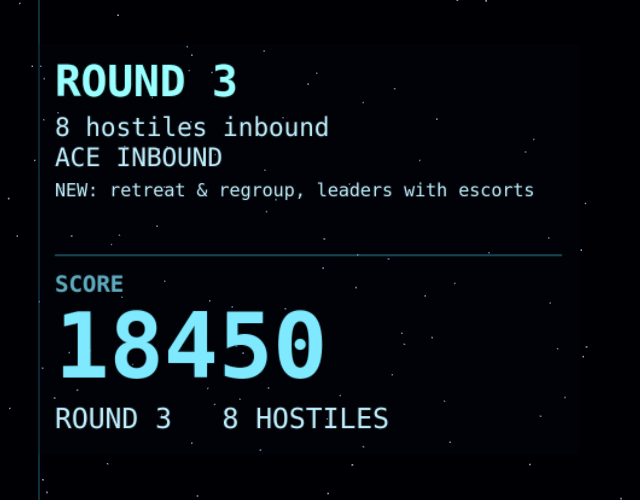 ROUND 3
8 hostiles inbound
ACE INBOUND
NEW: retreat & regroup, leaders with escorts
SCORE
18450
ROUND 3 8 HOSTILES